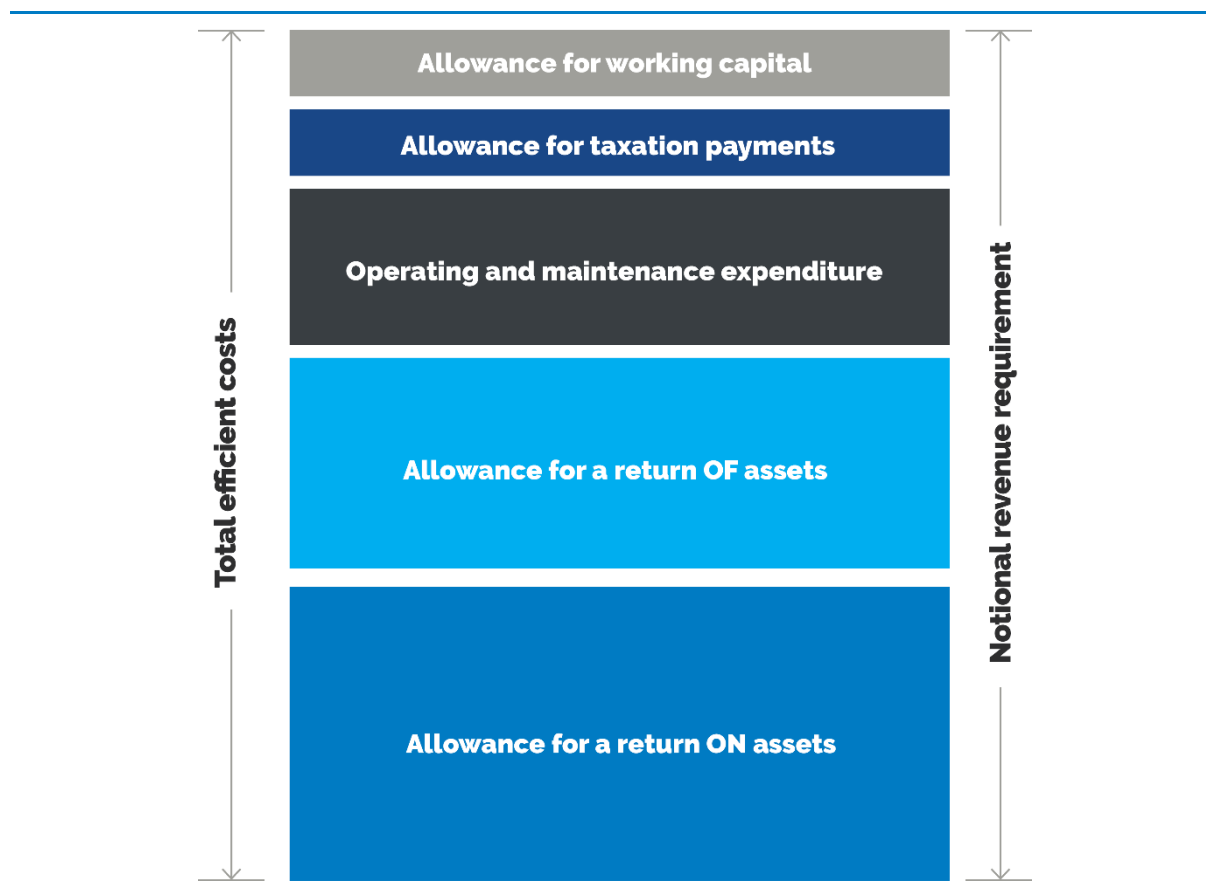 Allowance for working capital
Allowance for taxation payments
Operating and maintenance expenditure
Allowance for a return OF assets
Allowance for a return ON assets
Total efficient costs
Notional revenue requirement